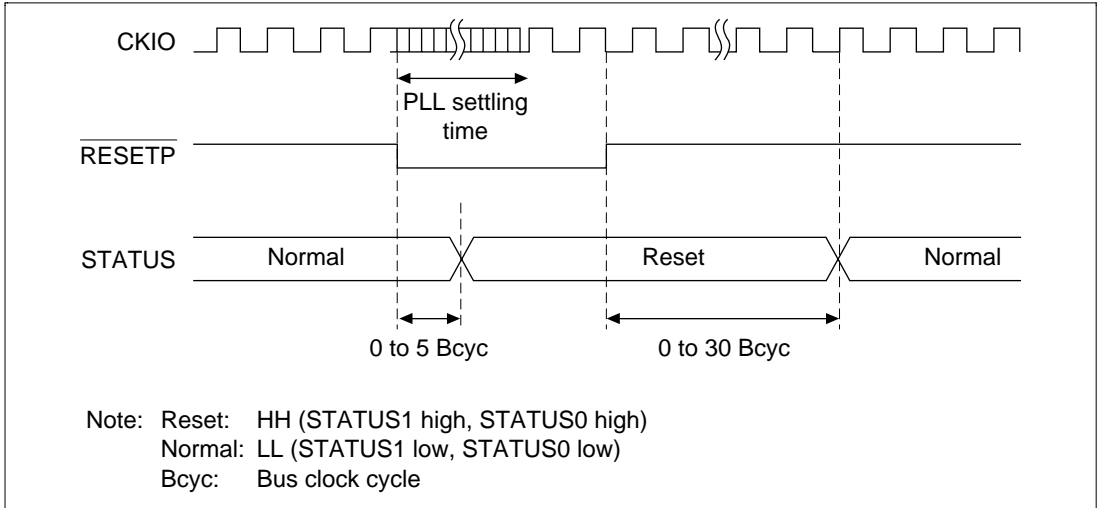 CKIO
PLL settling
time
RESETP
STATUS
Normal
Reset
Normal
0 to 5 Bcyc
0 to 30 Bcyc
Note: Reset: HH (STATUS1 high, STATUS0 high)
Normal: LL (STATUS1 low, STATUS0 low)
Bcyc: Bus clock cycle